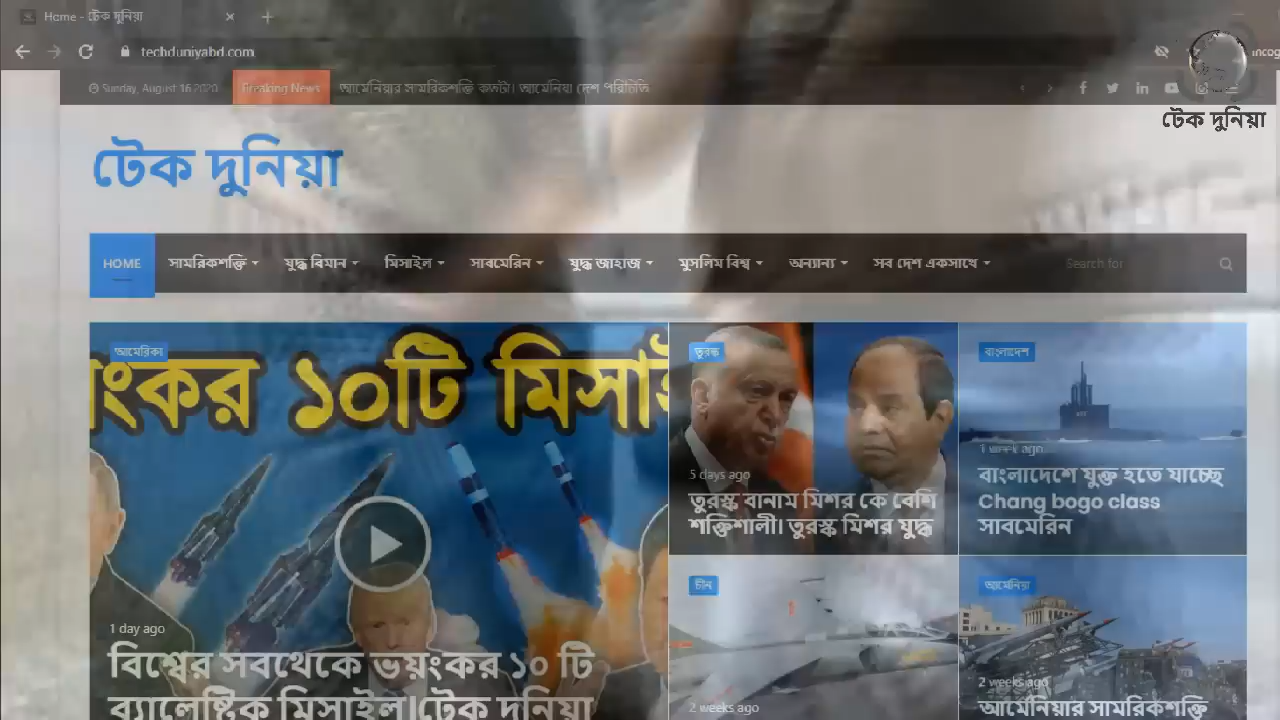 Home - টেক দুনিয়া
techduniyabd.com
Sunday, August 16 2020
Breaking News
আর্মেনিয়ার সামরিকশক্তি কতটা। আর্মেনিয়া দেশ পরিচিতি
টেক দুনিয়া
টেক দুনিয়া
HOME
সামরিকশক্তি
যুদ্ধ বিমান
মিসাইল
সাবমেরিন
যুদ্ধ জাহাজ
মুসলিম বিশ্ব
অন্যান্য
সব দেশ একসাথে
Search for
আমেরিকা
ংকর ১০টি মিসাই
1 day ago
বিশ্বের সবথেকে ভয়ংকর ১০ টি
ব্যালেষ্টিক মিসাইল।টেক দুনিয়া
তুরস্ক
5 days ago
তুরস্ক বানাম মিশর কে বেশি
শক্তিশালী। তুরস্ক মিশর যুদ্ধ
বাংলাদেশ
1 week ago
বাংলাদেশে যুক্ত হতে যাচ্ছে
Chang bogo class
সাবমেরিন
চীন
2 weeks ago
আর্মেনিয়া
2 weeks ago
আর্মেনিয়ার সামরিকশক্তি